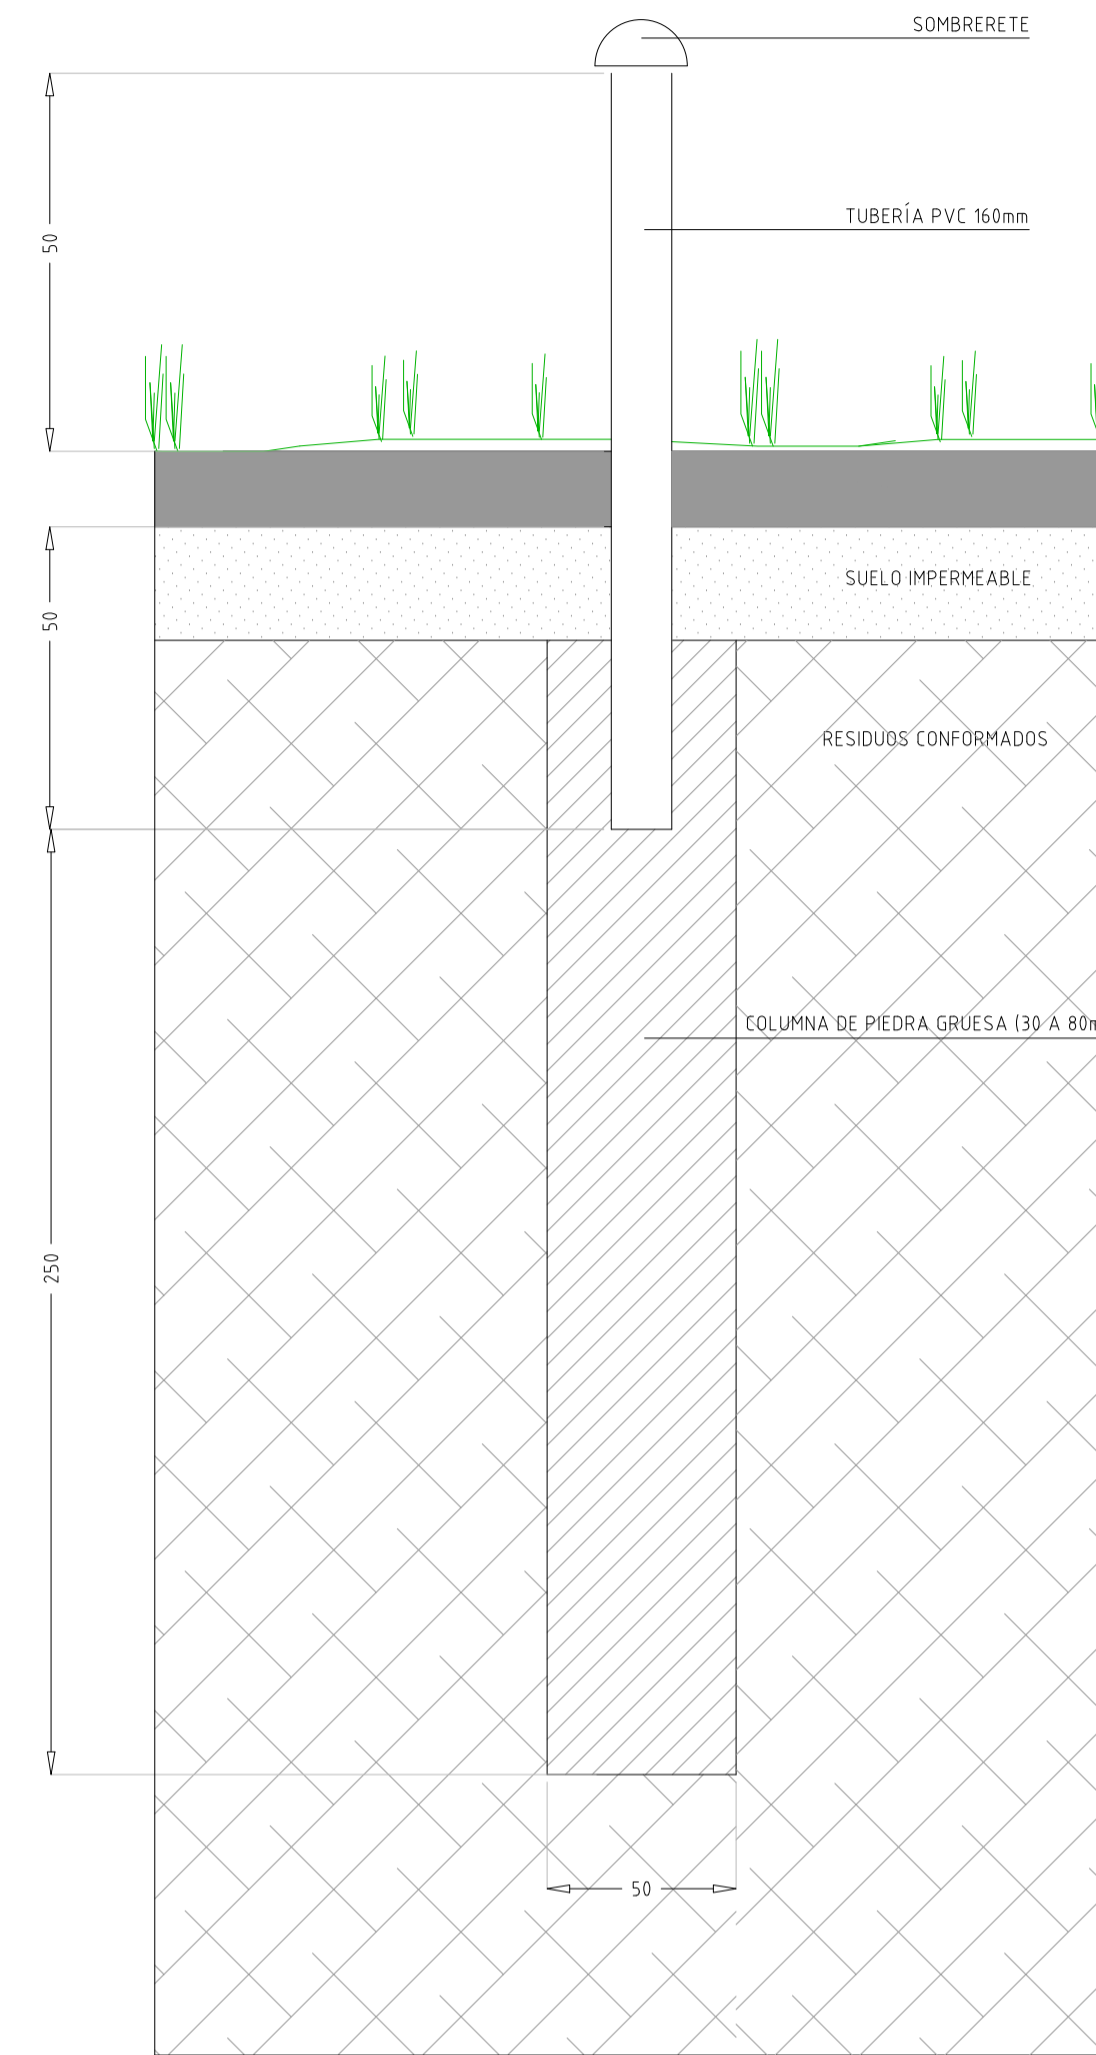 SOMBRERETE
TUBERÍA PVC 160mm
50
SUELO IMPERMEABLE
50
RESIDUOS CONFORMADOS
COLUMNA DE PIEDRA GRUESA (30 A 80m
250
50